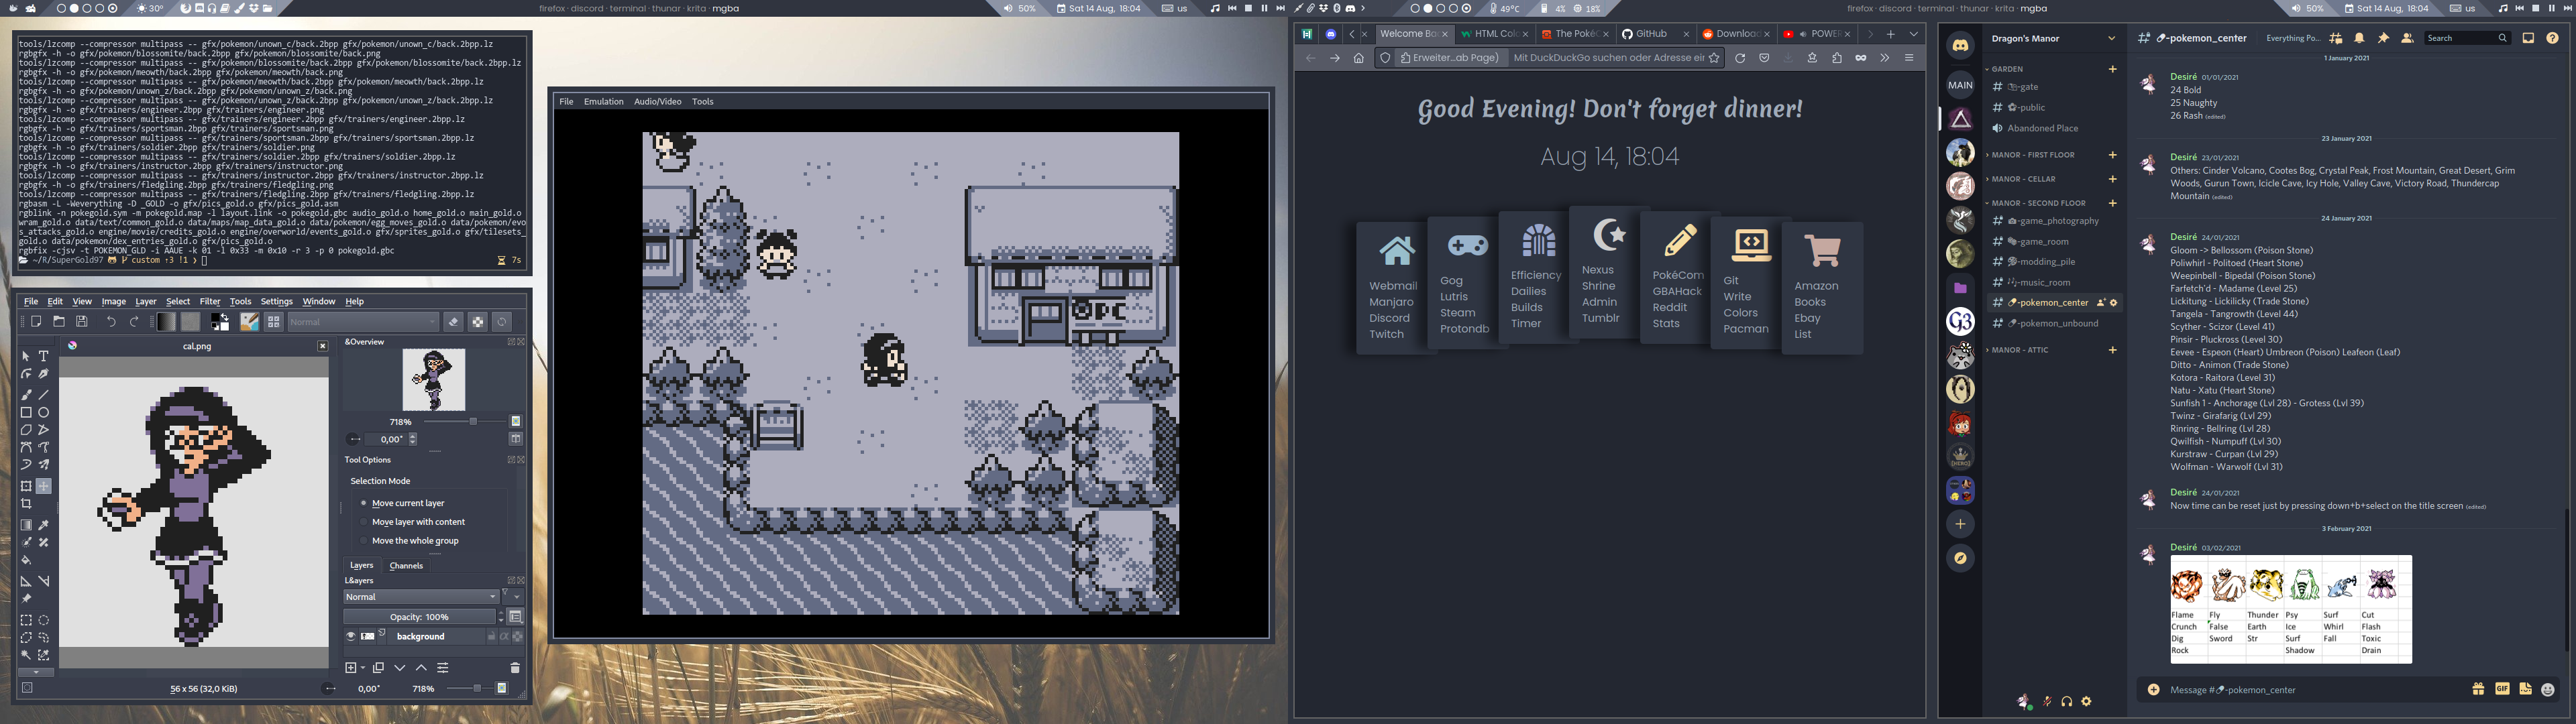 30°
firefox · discord · terminal · thunar · krita · mgba
50%
Sat 14 Aug, 18:04
us
49°C
4%
18%
firefox · discord · terminal · thunar · krita · mgba
50%
Sat 14 Aug, 18:04
us
tools/lzcomp --compressor multipass -- gfx/pokemon/unown_c/back.2bpp gfx/pokemon/unown_c/back.2bpp.lz
rgbgfx -h -o gfx/pokemon/blossomite/back.2bpp gfx/pokemon/blossomite/back.png
tools/lzcomp --compressor multipass -- gfx/pokemon/blossomite/back.2bpp gfx/pokemon/blossomite/back.2bpp.lz
rgbgfx -h -o gfx/pokemon/meowth/back.2bpp gfx/pokemon/meowth/back.png
tools/lzcomp --compressor multipass -- gfx/pokemon/meowth/back.2bpp gfx/pokemon/meowth/back.2bpp.lz
rgbgfx -h -o gfx/pokemon/unown_z/back.2bpp gfx/pokemon/unown_z/back.png
tools/lzcomp --compressor multipass -- gfx/pokemon/unown_z/back.2bpp gfx/pokemon/unown_z/back.2bpp.lz
rgbgfx -h -o gfx/trainers/engineer.2bpp gfx/trainers/engineer.png
tools/lzcomp --compressor multipass -- gfx/trainers/engineer.2bpp gfx/trainers/engineer.2bpp.lz
rgbgfx -h -o gfx/trainers/sportsman.2bpp gfx/trainers/sportsman.png
tools/lzcomp --compressor multipass -- gfx/trainers/sportsman.2bpp gfx/trainers/sportsman.2bpp.lz
rgbgfx -h -o gfx/trainers/soldier.2bpp gfx/trainers/soldier.png
tools/lzcomp --compressor multipass -- gfx/trainers/soldier.2bpp gfx/trainers/soldier.2bpp.lz
rgbgfx -h -o gfx/trainers/instructor.2bpp gfx/trainers/instructor.png
tools/lzcomp --compressor multipass -- gfx/trainers/instructor.2bpp gfx/trainers/instructor.2bpp.lz
rgbgfx -h -o gfx/trainers/fledgling.2bpp gfx/trainers/fledgling.png
tools/lzcomp --compressor multipass -- gfx/trainers/fledgling.2bpp gfx/trainers/fledgling.2bpp.lz
rgbasm -L -Weverything -D _GOLD -o gfx/pics_gold.o gfx/pics_gold.asm
rgblink -n pokegold.sym -m pokegold.map -l layout.link -o pokegold.gbc audio_gold.o home_gold.o main_gold.o
wram_gold.o data/text/common_gold.o data/maps/map_data_gold.o data/pokemon/egg_moves_gold.o data/pokemon/evo
s_attacks_gold.o engine/movie/credits_gold.o engine/overworld/events_gold.o gfx/sprites_gold.o gfx/tilesets_
gold.o data/pokemon/dex_entries_gold.o gfx/pics_gold.o
rgbfix -cjsv -t POKEMON_GLD -i AAUE -k 01 -l 0x33 -m 0x10 -r 3 -p 0 pokegold.gbc
~/R/SuperGold97 custom ↑3 !1 ❯
7s
File Edit View Image Layer Select Filter Tools Settings Window Help
Normal
cal.png
&Overview
718%
0,00°
Tool Options
Selection Mode
Move current layer
Move layer with content
Move the whole group
Layers Channels
L&ayers
Normal
Opacity: 100%
background
56 x 56 (32,0 KiB)
0,00°
718%
File Emulation Audio/Video Tools
Welcome Ba
HTML Col
The Poké
GitHub
Download
POWER
Erweiter...ab Page)
Mit DuckDuckGo suchen oder Adresse ein
Good Evening! Don't forget dinner!
Aug 14, 18:04
Webmail
Manjaro
Discord
Twitch
Gog
Lutris
Steam
Protondb
Efficiency
Dailies
Builds
Timer
Nexus
Shrine
Admin
Tumblr
PokéCom
GBAHack
Reddit
Stats
Git
Write
Colors
Pacman
Amazon
Books
Ebay
List
MAIN
G3
Dragon's Manor
GARDEN
-gate
-public
Abandoned Place
MANOR - FIRST FLOOR
MANOR - CELLAR
MANOR - SECOND FLOOR
-game_photography
-game_room
-modding_pile
-music_room
-pokemon_center
-pokemon_unbound
MANOR - ATTIC
-pokemon_center
Everything Po...
Search
1 January 2021
Desiré 01/01/2021
24 Bold
25 Naughty
26 Rash (edited)
23 January 2021
Desiré 23/01/2021
Others: Cinder Volcano, Cootes Bog, Crystal Peak, Frost Mountain, Great Desert, Grim
Woods, Gurun Town, Icicle Cave, Icy Hole, Valley Cave, Victory Road, Thundercap
Mountain (edited)
24 January 2021
Desiré 24/01/2021
Gloom -> Bellossom (Poison Stone)
Poliwhirl - Politoed (Heart Stone)
Weepinbell - Bipedal (Poison Stone)
Farfetch'd - Madame (Level 25)
Lickitung - Lickilicky (Trade Stone)
Tangela - Tangrowth (Level 44)
Scyther - Scizor (Level 41)
Pinsir - Pluckross (Level 30)
Eevee - Espeon (Heart) Umbreon (Poison) Leafeon (Leaf)
Ditto - Animon (Trade Stone)
Kotora - Raitora (Level 31)
Natu - Xatu (Heart Stone)
Sunfish 1 - Anchorage (Lvl 28) - Grotess (Lvl 39)
Twinz - Girafarig (Lvl 29)
Rinring - Bellring (Lvl 28)
Qwilfish - Numpuff (Lvl 30)
Kurstraw - Curpan (Lvl 29)
Wolfman - Warwolf (Lvl 31)
Desiré 24/01/2021
Now time can be reset just by pressing down+b+select on the title screen (edited)
3 February 2021
Desiré 03/02/2021
Flame Fly Thunder Psy Surf Cut
Crunch False Earth Ice Whirl Flash
Dig Sword Str Surf Fall Toxic
Rock Shadow Drain
Message # -pokemon_center
GIF